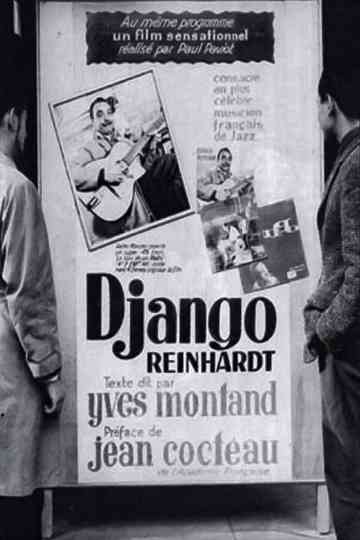 Au même programme
un film sensationnel
réalisé par Paul Paviot
consacré
au plus
célèbre
musicien
français
de Jazz
Django
REINHARDT
Texte dit par
yves montand
Préface de
jean cocteau
de l'Académie Française